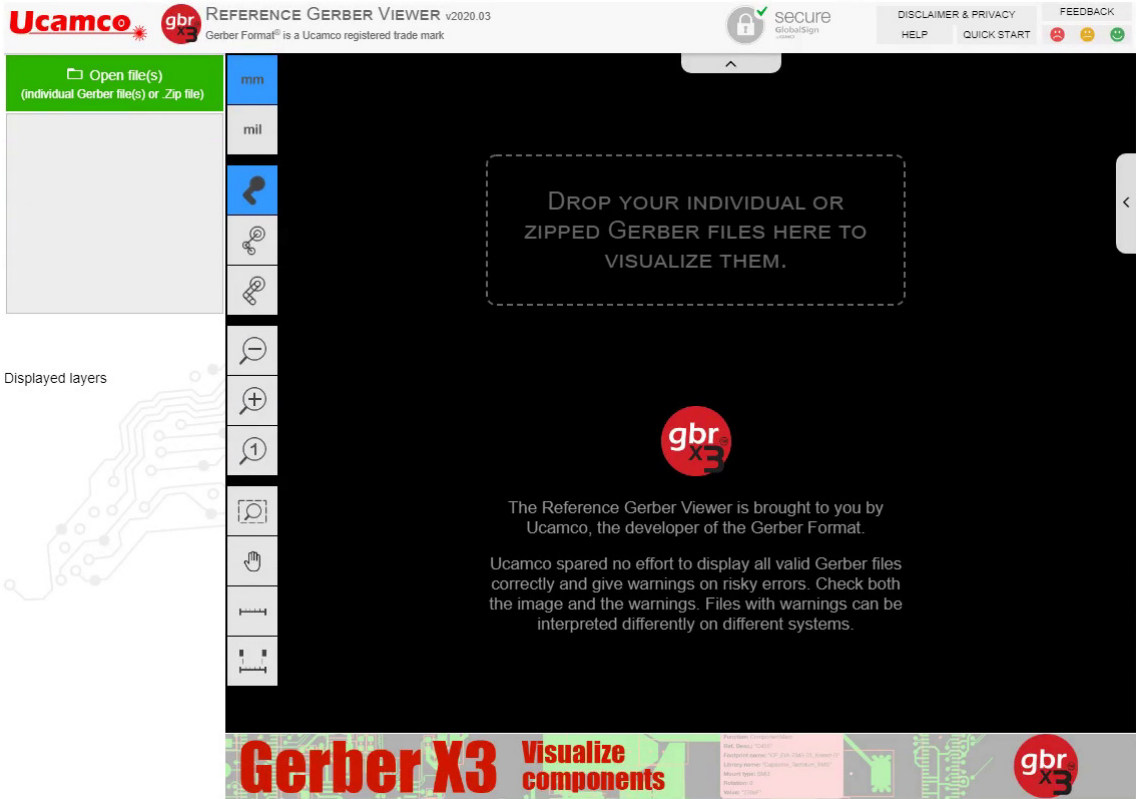 Ucamco
gbr
x3
REFERENCE GERBER VIEWER v2020.03
Gerber Format® is a Ucamco registered trade mark
secure
GlobalSign
DISCLAIMER & PRIVACY
HELP
QUICK START
FEEDBACK
Open file(s)
(individual Gerber file(s) or .Zip file)
mm
mil
1
DROP YOUR INDIVIDUAL OR
ZIPPED GERBER FILES HERE TO
VISUALIZE THEM.
Displayed layers
gbr
x3
The Reference Gerber Viewer is brought to you by
Ucamco, the developer of the Gerber Format.
Ucamco spared no effort to display all valid Gerber files
correctly and give warnings on risky errors. Check both
the image and the warnings. Files with warnings can be
interpreted differently on different systems.
Gerber X3
Visualize
components
gbr
x3